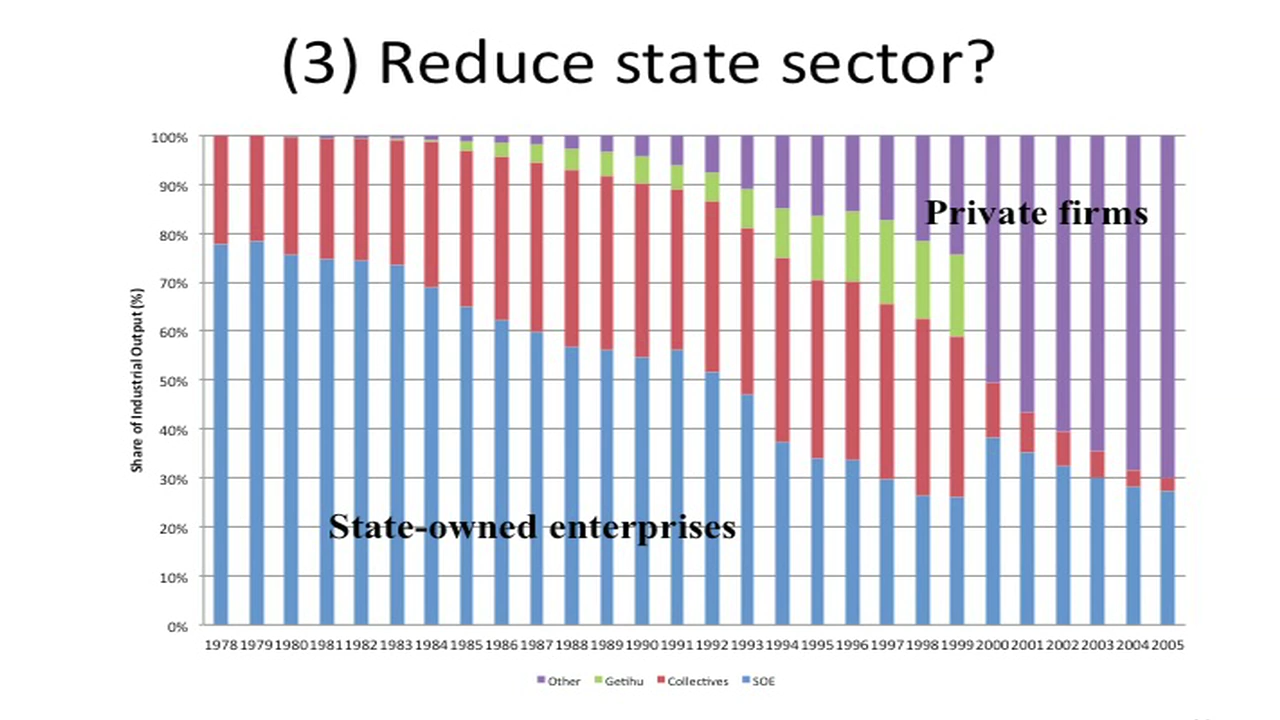 (3) Reduce state sector?
100%
90%
80%
70%
60%
50%
40%
30%
20%
10%
0%
Share of Industrial Output (%)
Private firms
State-owned enterprises
1978 1979 1980 1981 1982 1983 1984 1985 1986 1987 1988 1989 1990 1991 1992 1993 1994 1995 1996 1997 1998 1999 2000 2001 2002 2003 2004 2005
Other Getihu Collectives SOE